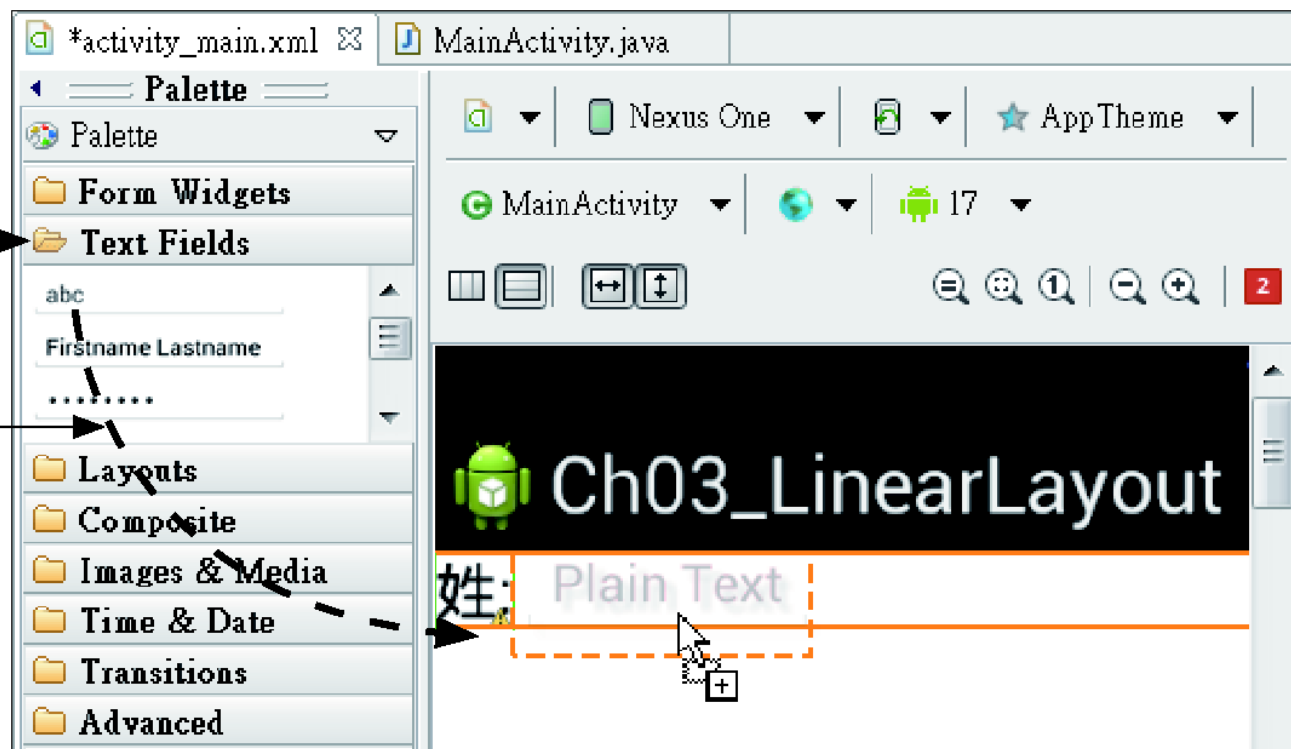 *activity_main.xml
MainActivity.java
Palette
Palette
Form Widgets
Text Fields
abc
Firstname Lastname
••••••••
Layouts
Composite
Images & Media
Time & Date
Transitions
Advanced
Nexus One
AppTheme
MainActivity
17
1
2
Ch03_LinearLayout
姓:
Plain Text